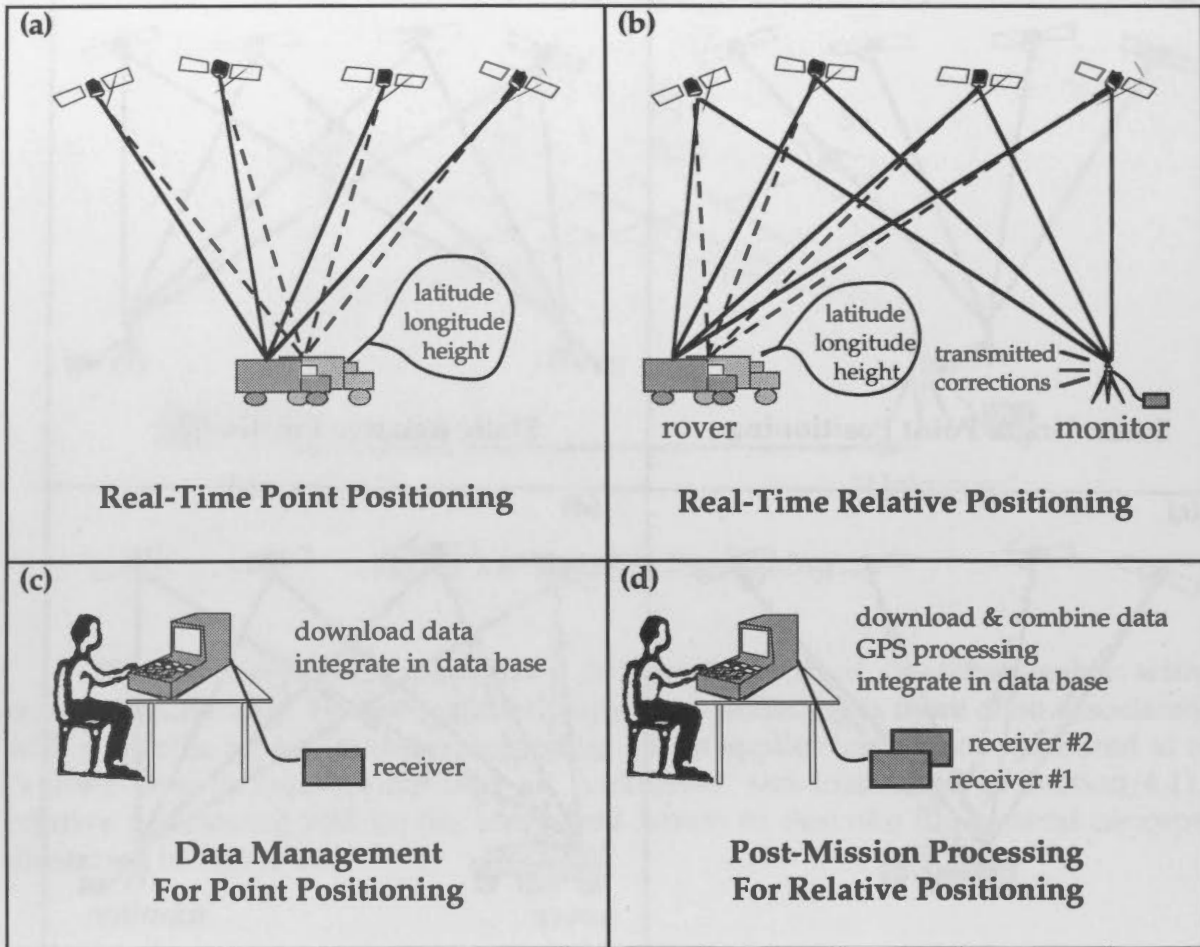 (a)
latitude
longitude
height
Real-Time Point Positioning
(b)
latitude
longitude
height
transmitted
corrections
rover
monitor
Real-Time Relative Positioning
(c)
download data
integrate in data base
receiver
Data Management
For Point Positioning
(d)
download & combine data
GPS processing
integrate in data base
receiver #2
receiver #1
Post-Mission Processing
For Relative Positioning